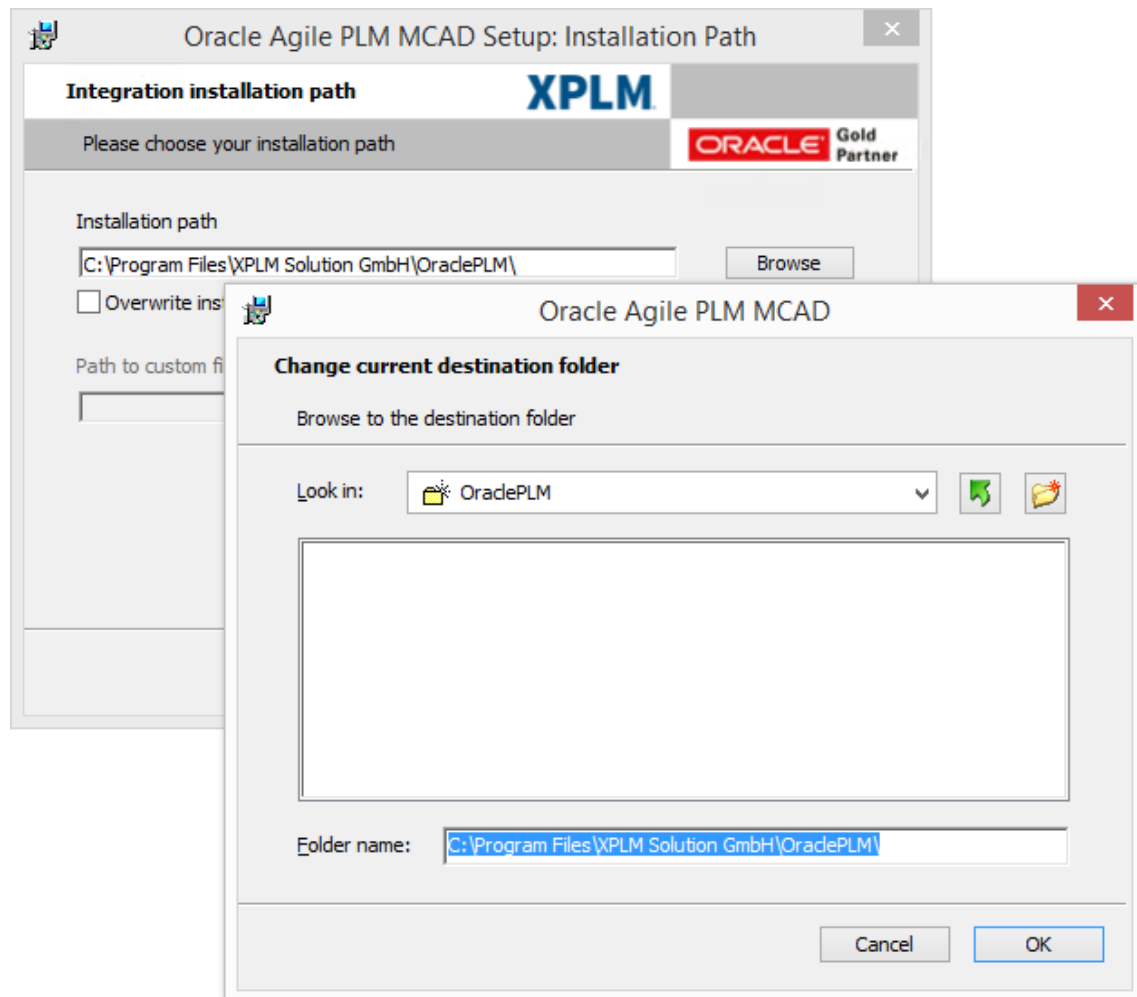 Oracle Agile PLM MCAD Setup: Installation Path
Integration installation path
XPLM
Please choose your installation path
ORACLE Gold Partner
Installation path
C:\Program Files\XPLM Solution GmbH\OraclePLM\
Browse
Overwrite ins
Oracle Agile PLM MCAD
Path to custom fi
Change current destination folder
Browse to the destination folder
Look in:
OraclePLM
Folder name:
C:\Program Files\XPLM Solution GmbH\OraclePLM\
Cancel
OK